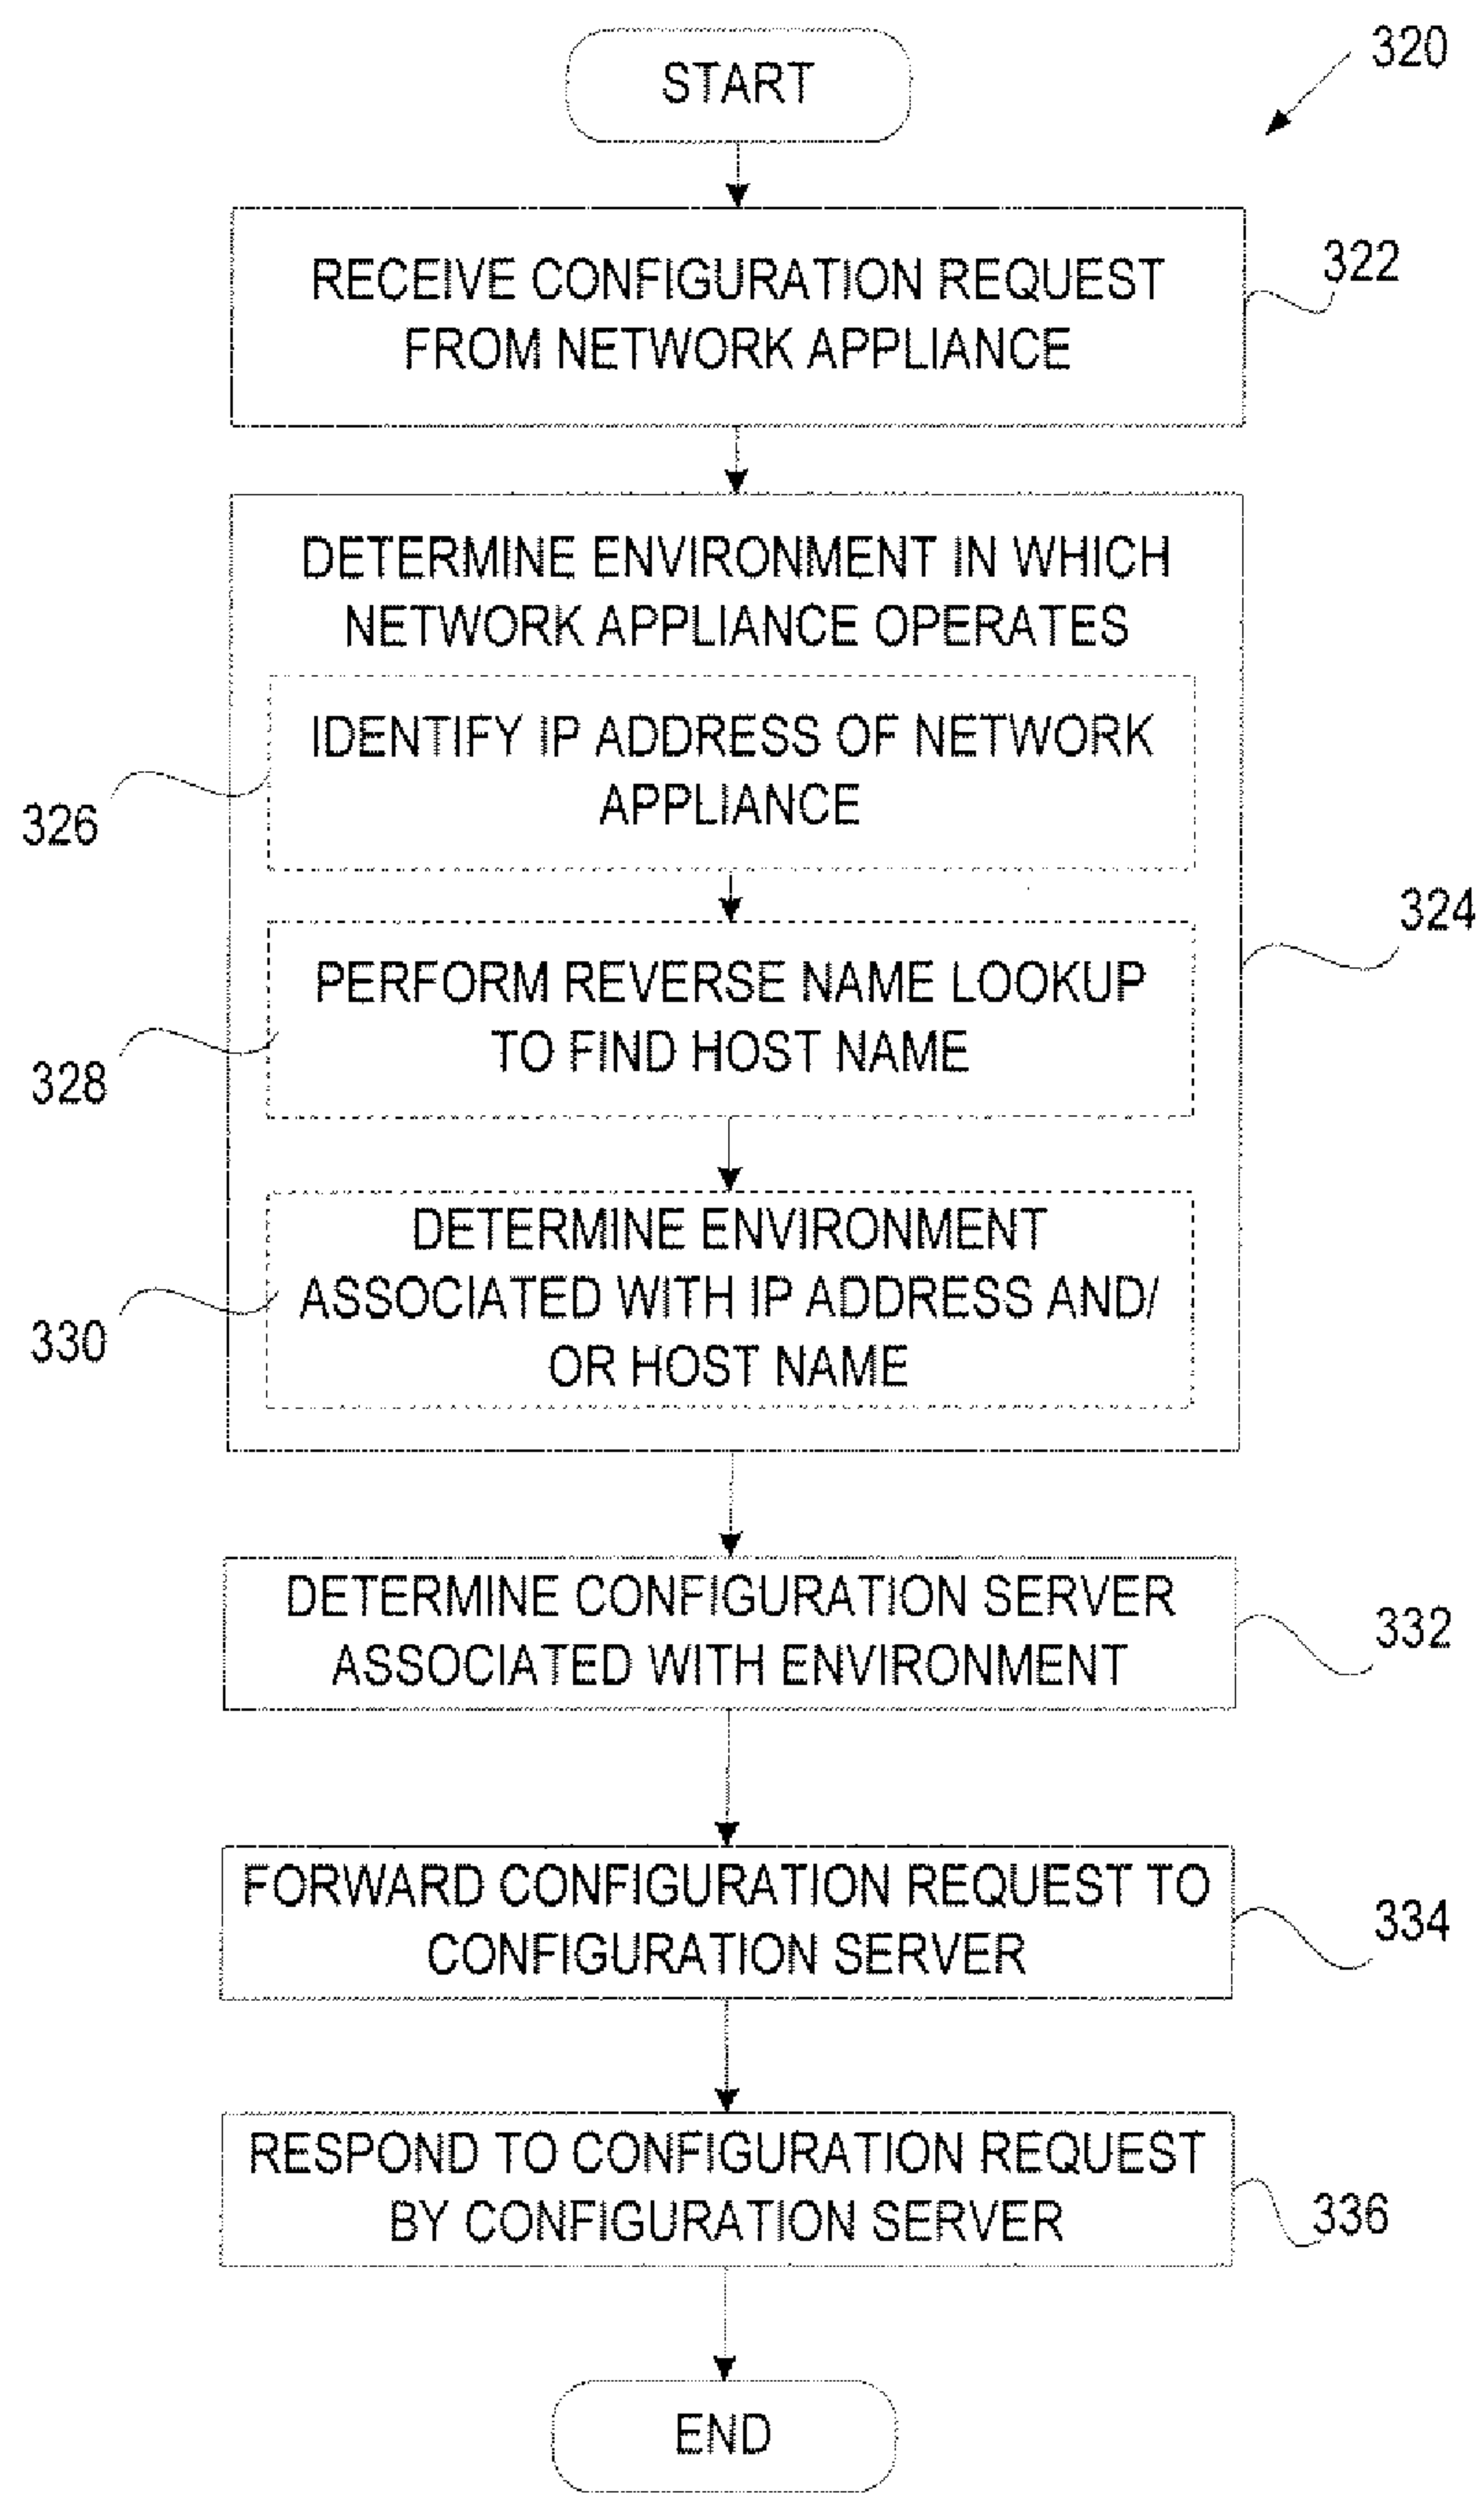 START
320
RECEIVE CONFIGURATION REQUEST
FROM NETWORK APPLIANCE
322
DETERMINE ENVIRONMENT IN WHICH
NETWORK APPLIANCE OPERATES
IDENTIFY IP ADDRESS OF NETWORK
APPLIANCE
326
324
PERFORM REVERSE NAME LOOKUP
TO FIND HOST NAME
328
DETERMINE ENVIRONMENT
ASSOCIATED WITH IP ADDRESS AND/
OR HOST NAME
330
DETERMINE CONFIGURATION SERVER
ASSOCIATED WITH ENVIRONMENT
332
FORWARD CONFIGURATION REQUEST TO
CONFIGURATION SERVER
334
RESPOND TO CONFIGURATION REQUEST
BY CONFIGURATION SERVER
336
END